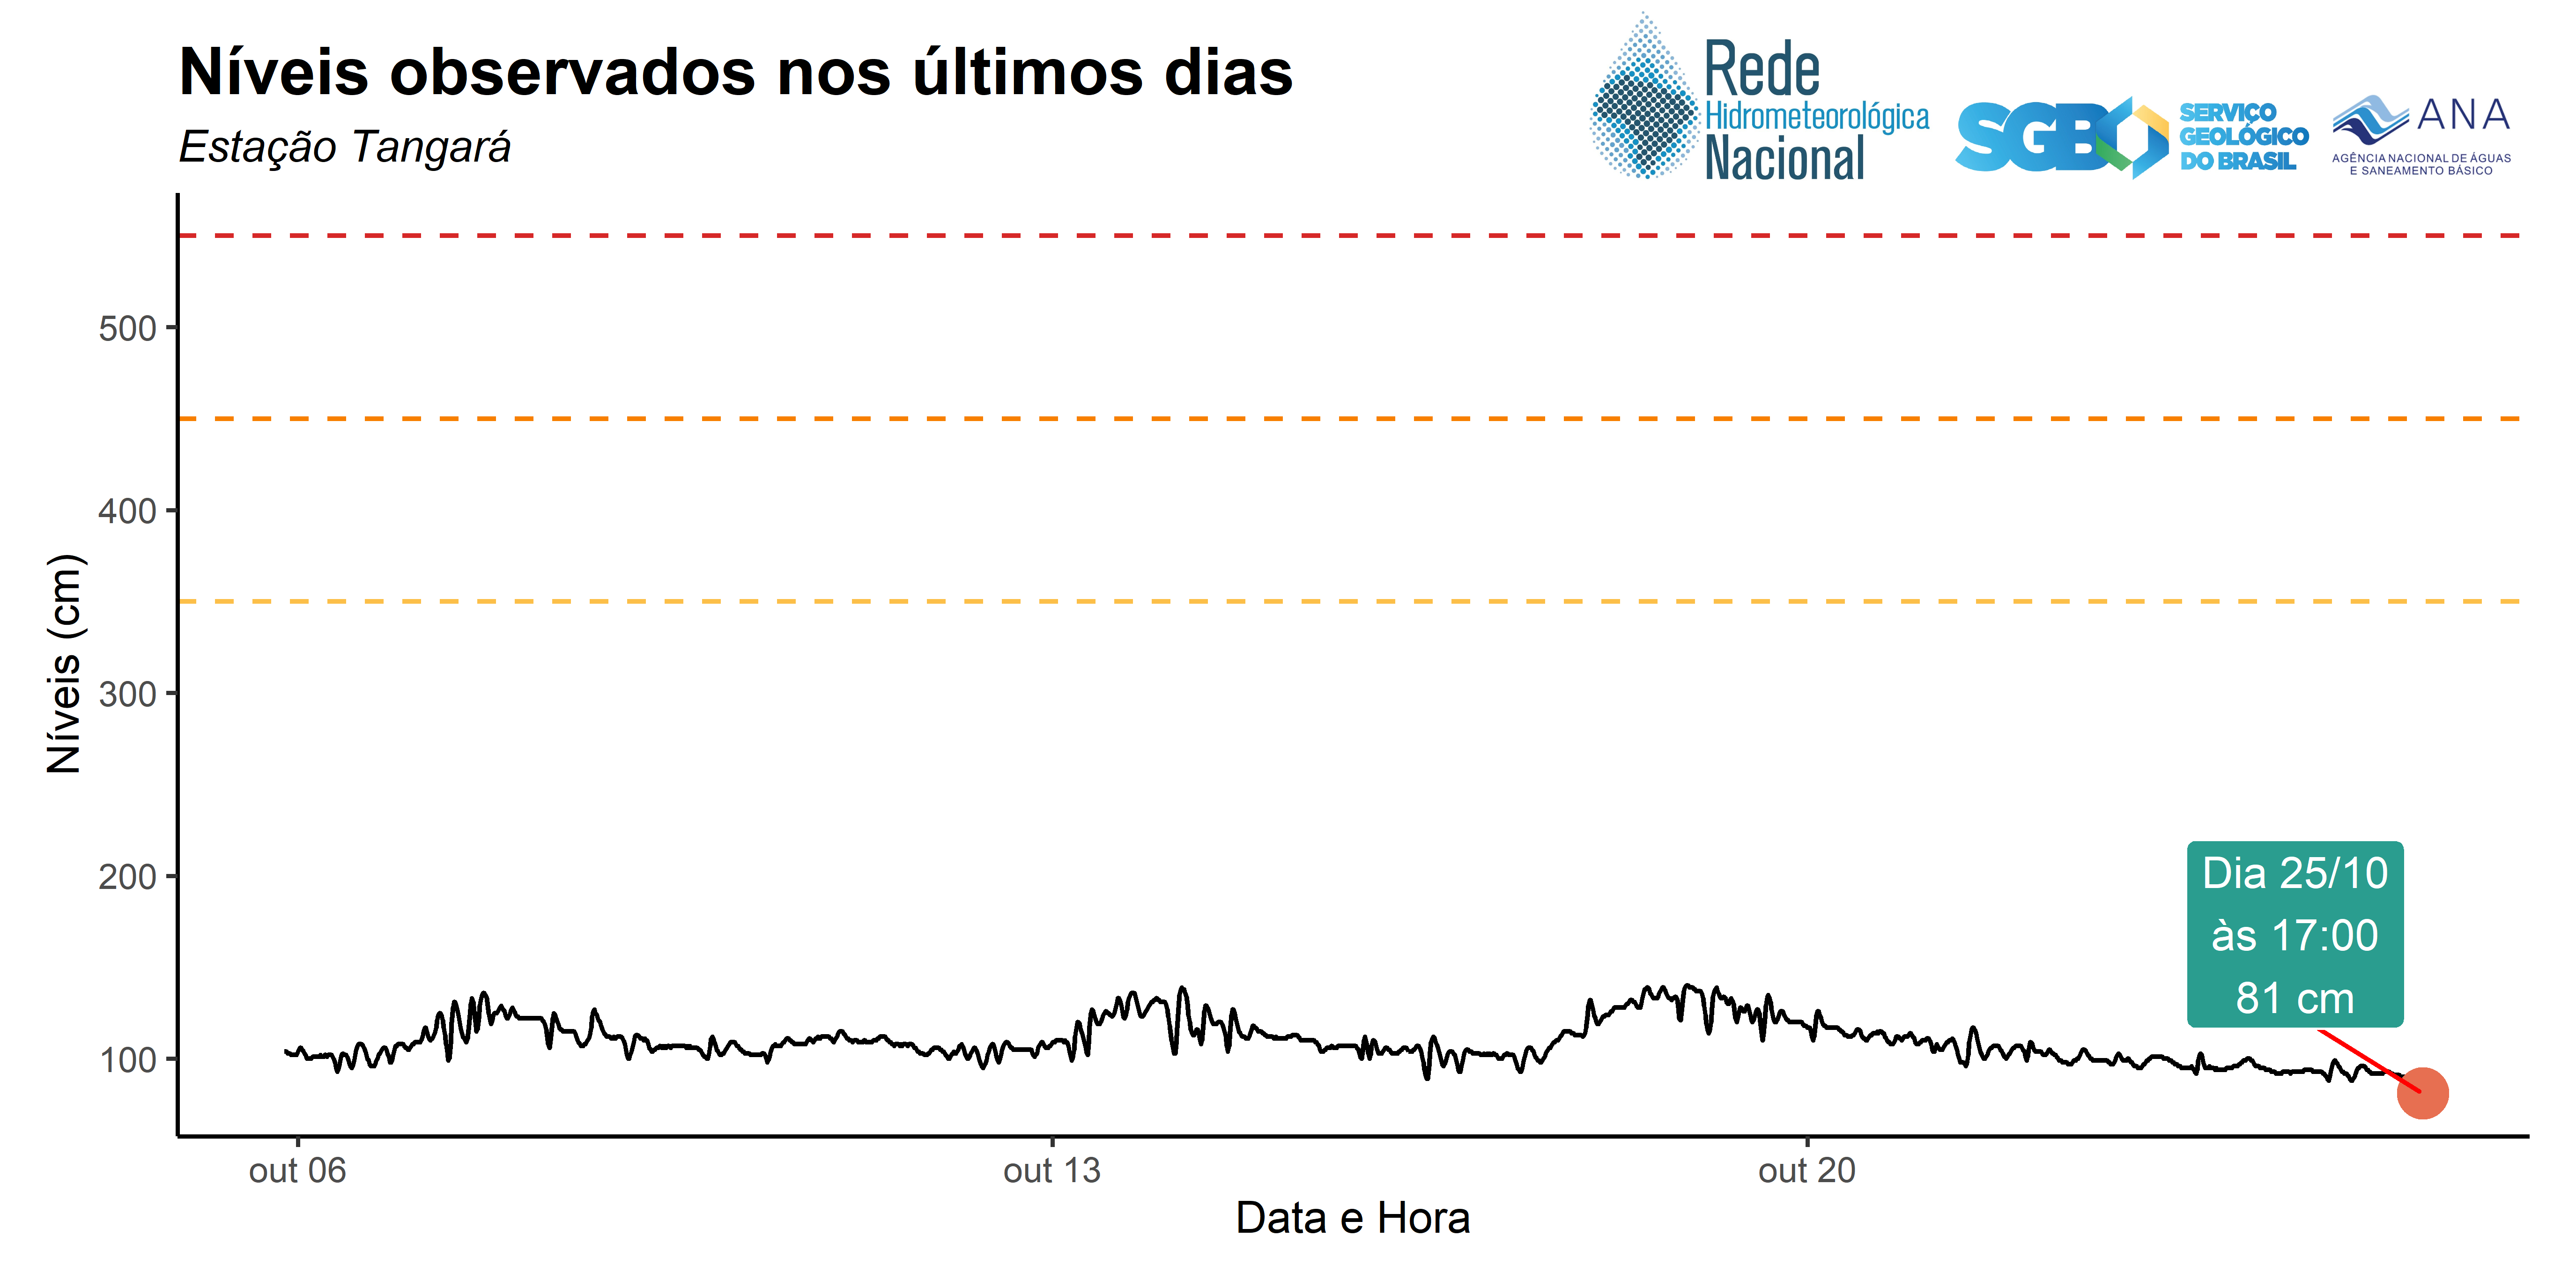 Níveis observados nos últimos dias
Estação Tangará
Rede
Hidrometeorológica
Nacional
SGB
SERVIÇO
GEOLÓGICO
DO BRASIL
ANA
AGÊNCIA NACIONAL DE ÁGUAS
E SANEAMENTO BÁSICO
Níveis (cm)
500
400
300
200
100
Dia 25/10
às 17:00
81 cm
out 06
out 13
out 20
Data e Hora